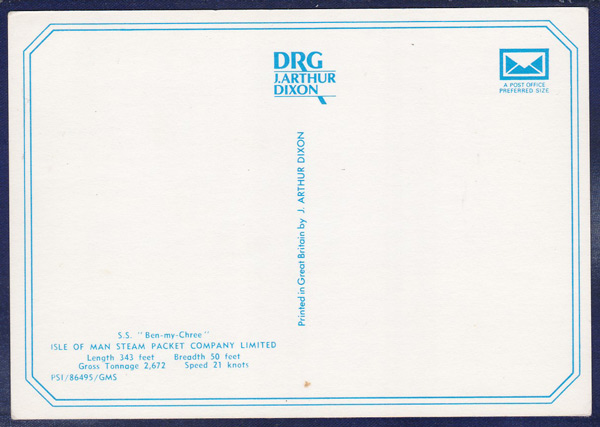 DRG
J.ARTHUR
DIXON
A POST OFFICE
PREFERRED SIZE
Printed in Great Britain by J. ARTHUR DIXON
S.S. "Ben-my-Chree"
ISLE OF MAN STEAM PACKET COMPANY LIMITED
Length 343 feet Breadth 50 feet
Gross Tonnage 2,672 Speed 21 knots
PSI/86495/GMS